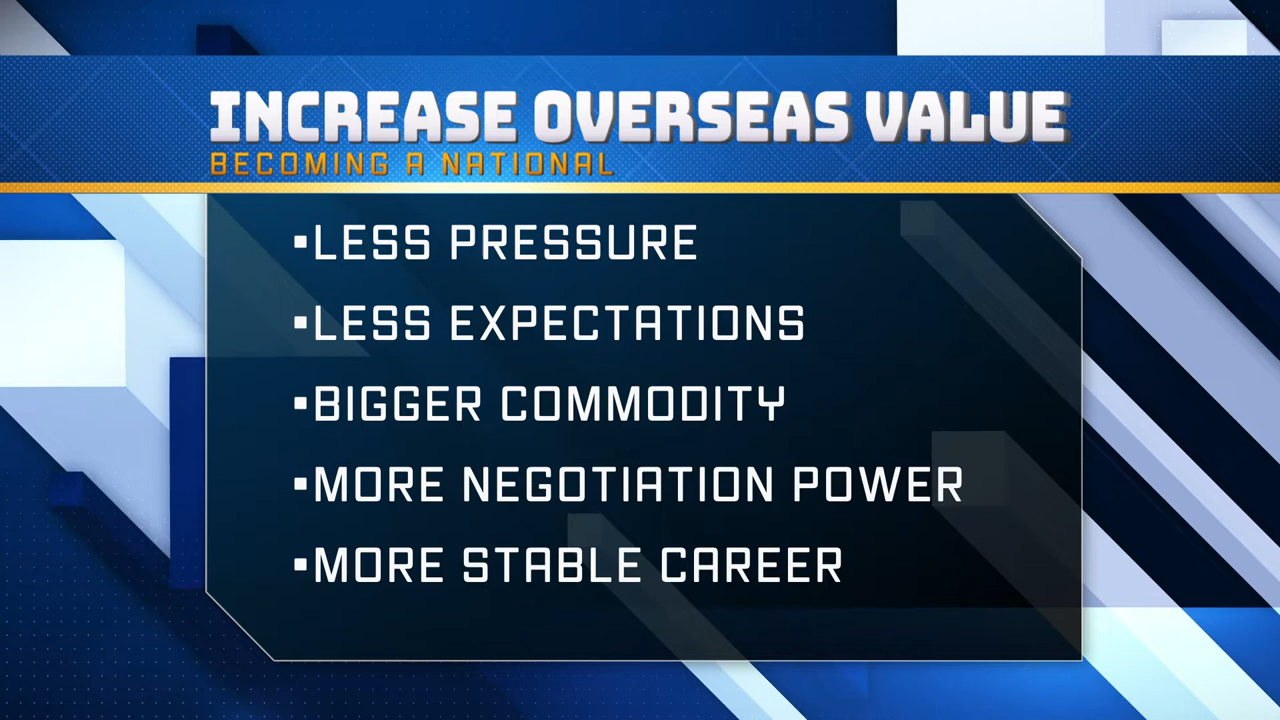 INCREASE OVERSEAS VALUE
BECOMING A NATIONAL
▪LESS PRESSURE
▪LESS EXPECTATIONS
▪BIGGER COMMODITY
▪MORE NEGOTIATION POWER
▪MORE STABLE CAREER